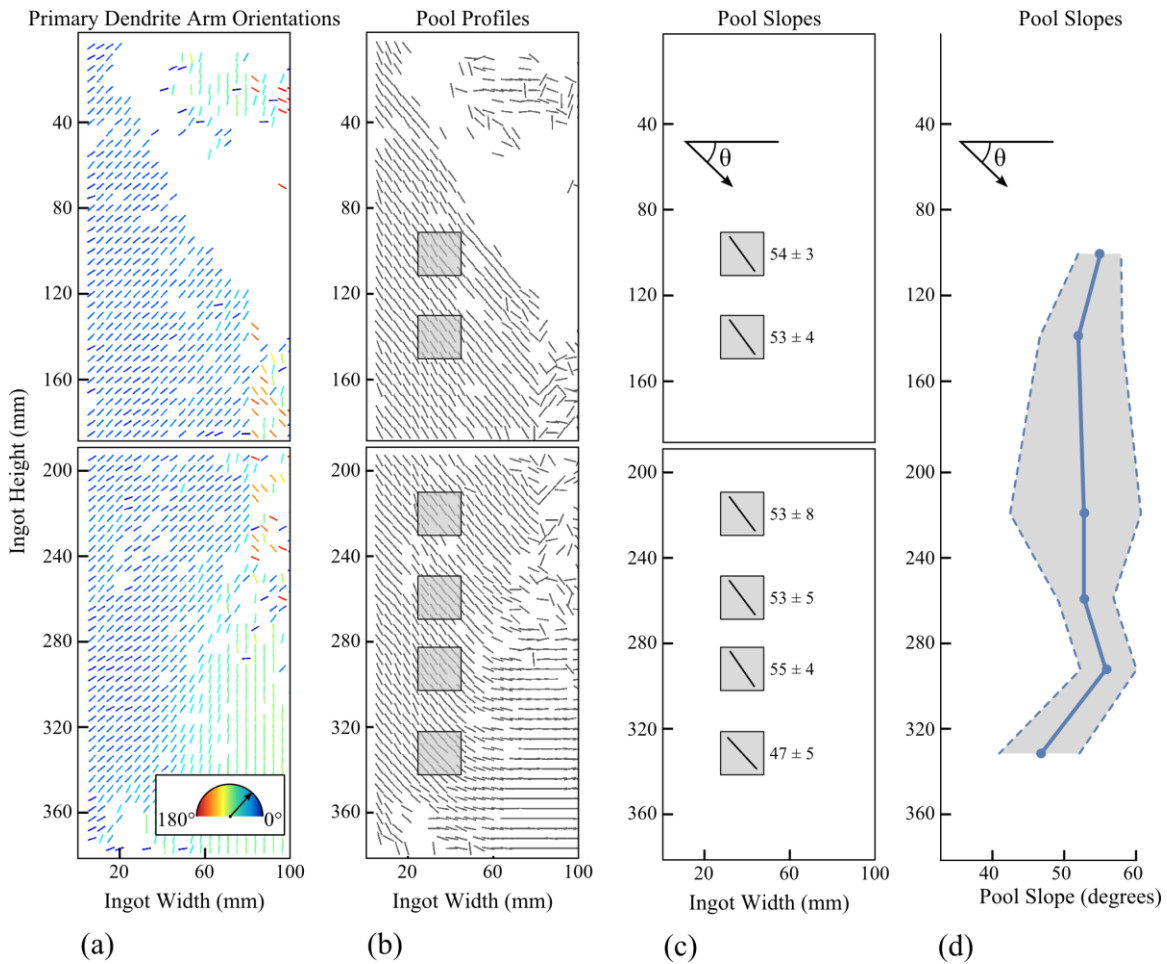 Primary Dendrite Arm Orientations
Pool Profiles
Pool Slopes
Pool Slopes
Ingot Height (mm)
40
80
120
160
200
240
280
320
360
180°
0°
20
60
100
Ingot Width (mm)
(a)
40
80
120
160
200
240
280
320
360
20
60
100
Ingot Width (mm)
(b)
40
θ
80
54 ± 3
120
53 ± 4
160
200
53 ± 8
240
53 ± 5
280
55 ± 4
320
47 ± 5
360
20
60
100
Ingot Width (mm)
(c)
40
θ
80
120
160
200
240
280
320
360
40
50
60
Pool Slope (degrees)
(d)